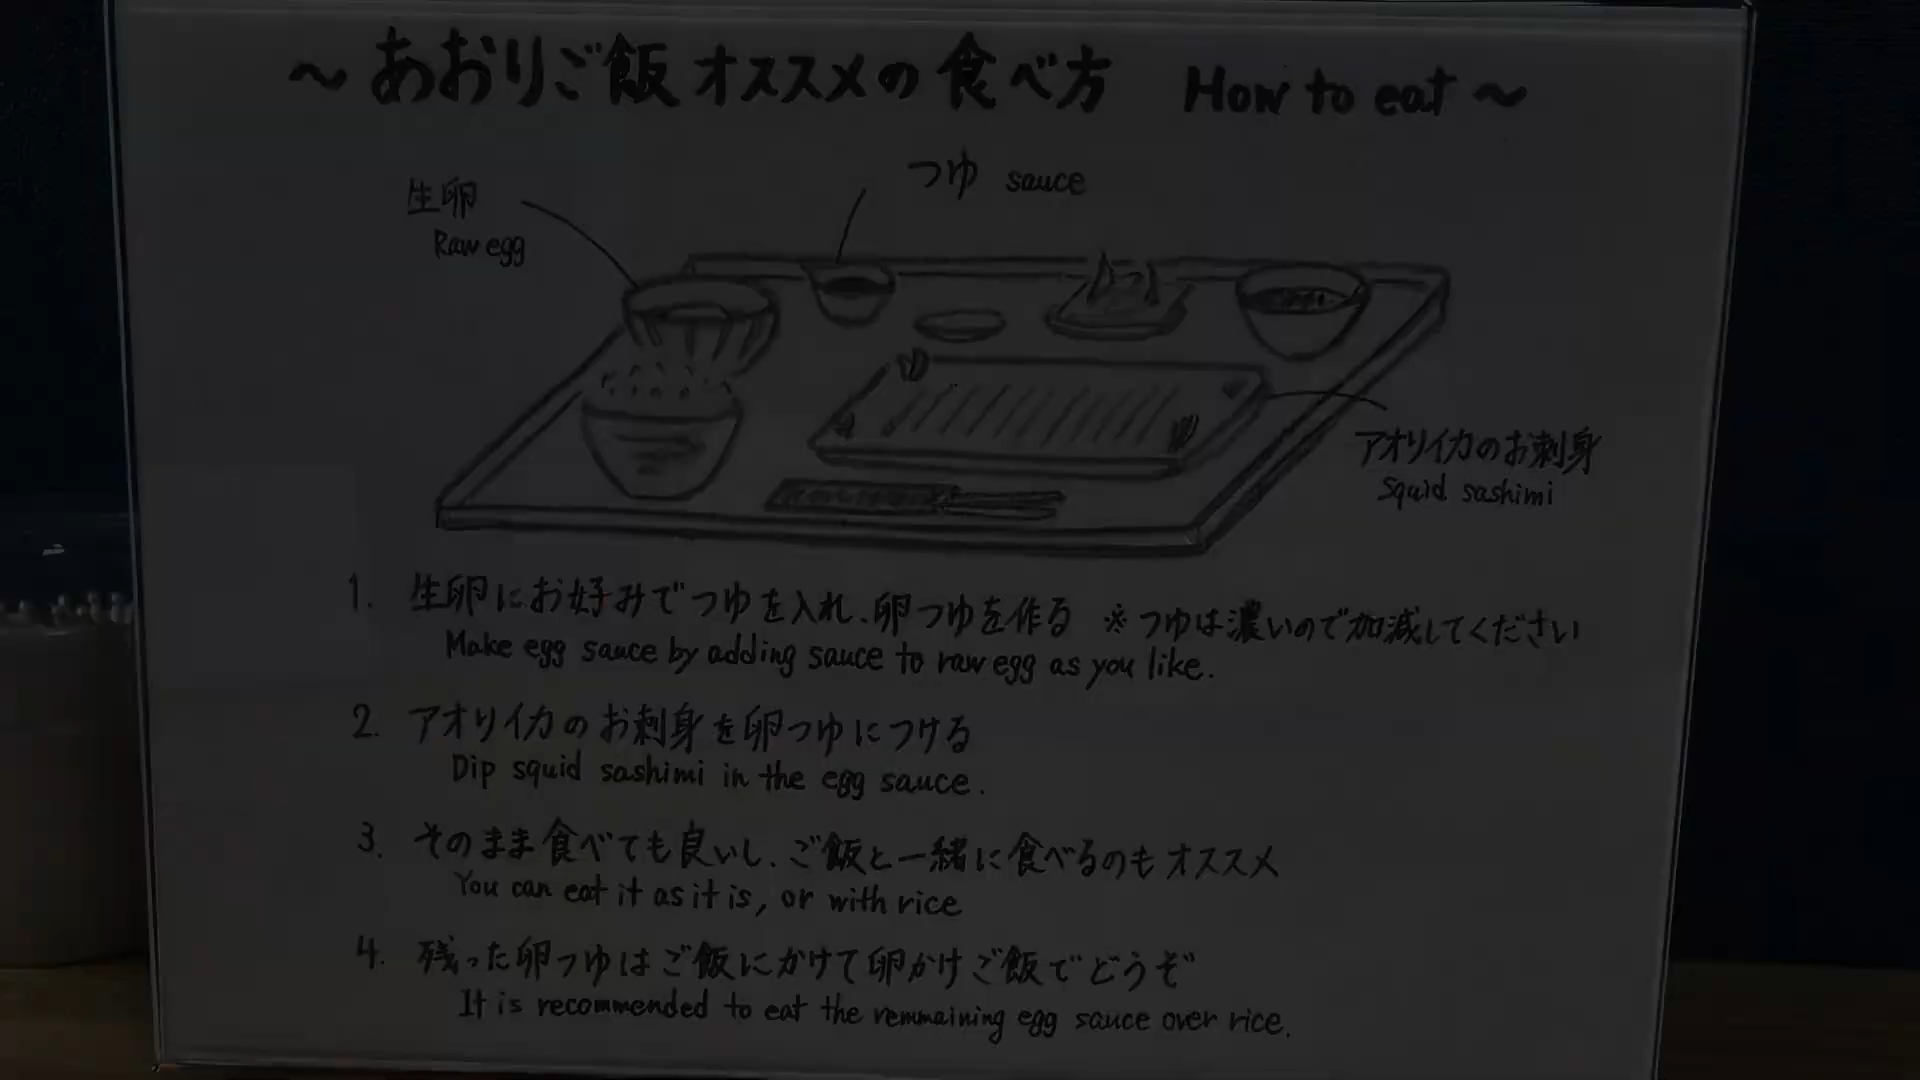 ～あおりご飯オススメの食べ方 How to eat～
つゆ sauce
生卵
Raw egg
アオリイカのお刺身
Squid sashimi
1. 生卵にお好みでつゆを入れ、卵つゆを作る ※つゆは濃いので加減してください
Make egg sauce by adding sauce to raw egg as you like.
2. アオリイカのお刺身を卵つゆにつける
Dip squid sashimi in the egg sauce.
3. そのまま食べても良いし、ご飯と一緒に食べるのもオススメ
You can eat it as it is, or with rice
4. 残った卵つゆはご飯にかけて卵かけご飯でどうぞ
It is recommended to eat the remmaining egg sauce over rice.